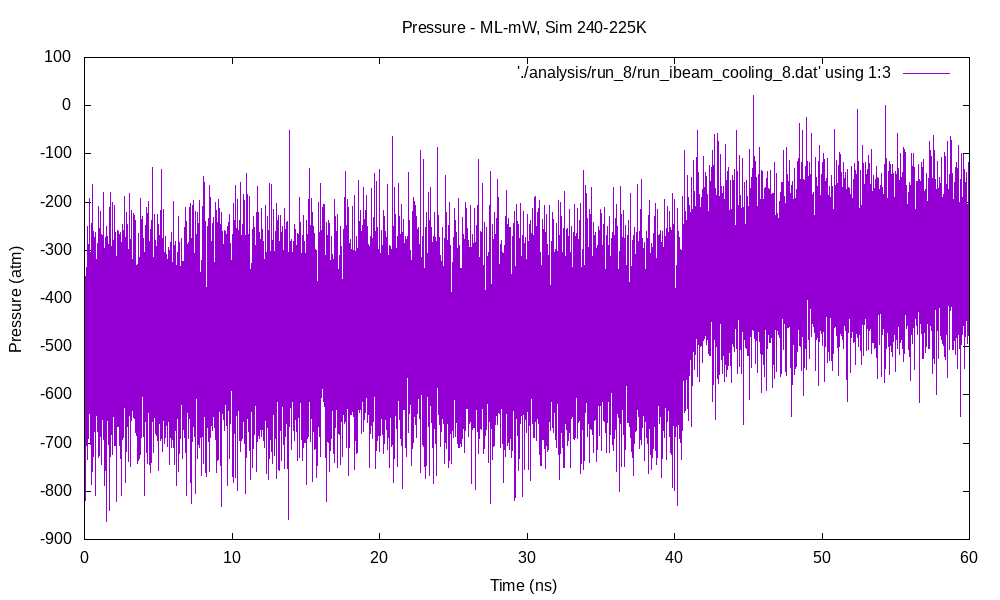 Pressure - ML-mW, Sim 240-225K
'./analysis/run_8/run_ibeam_cooling_8.dat' using 1:3
100
0
-100
-200
-300
-400
-500
-600
-700
-800
-900
Pressure (atm)
0 10 20 30 40 50 60
Time (ns)